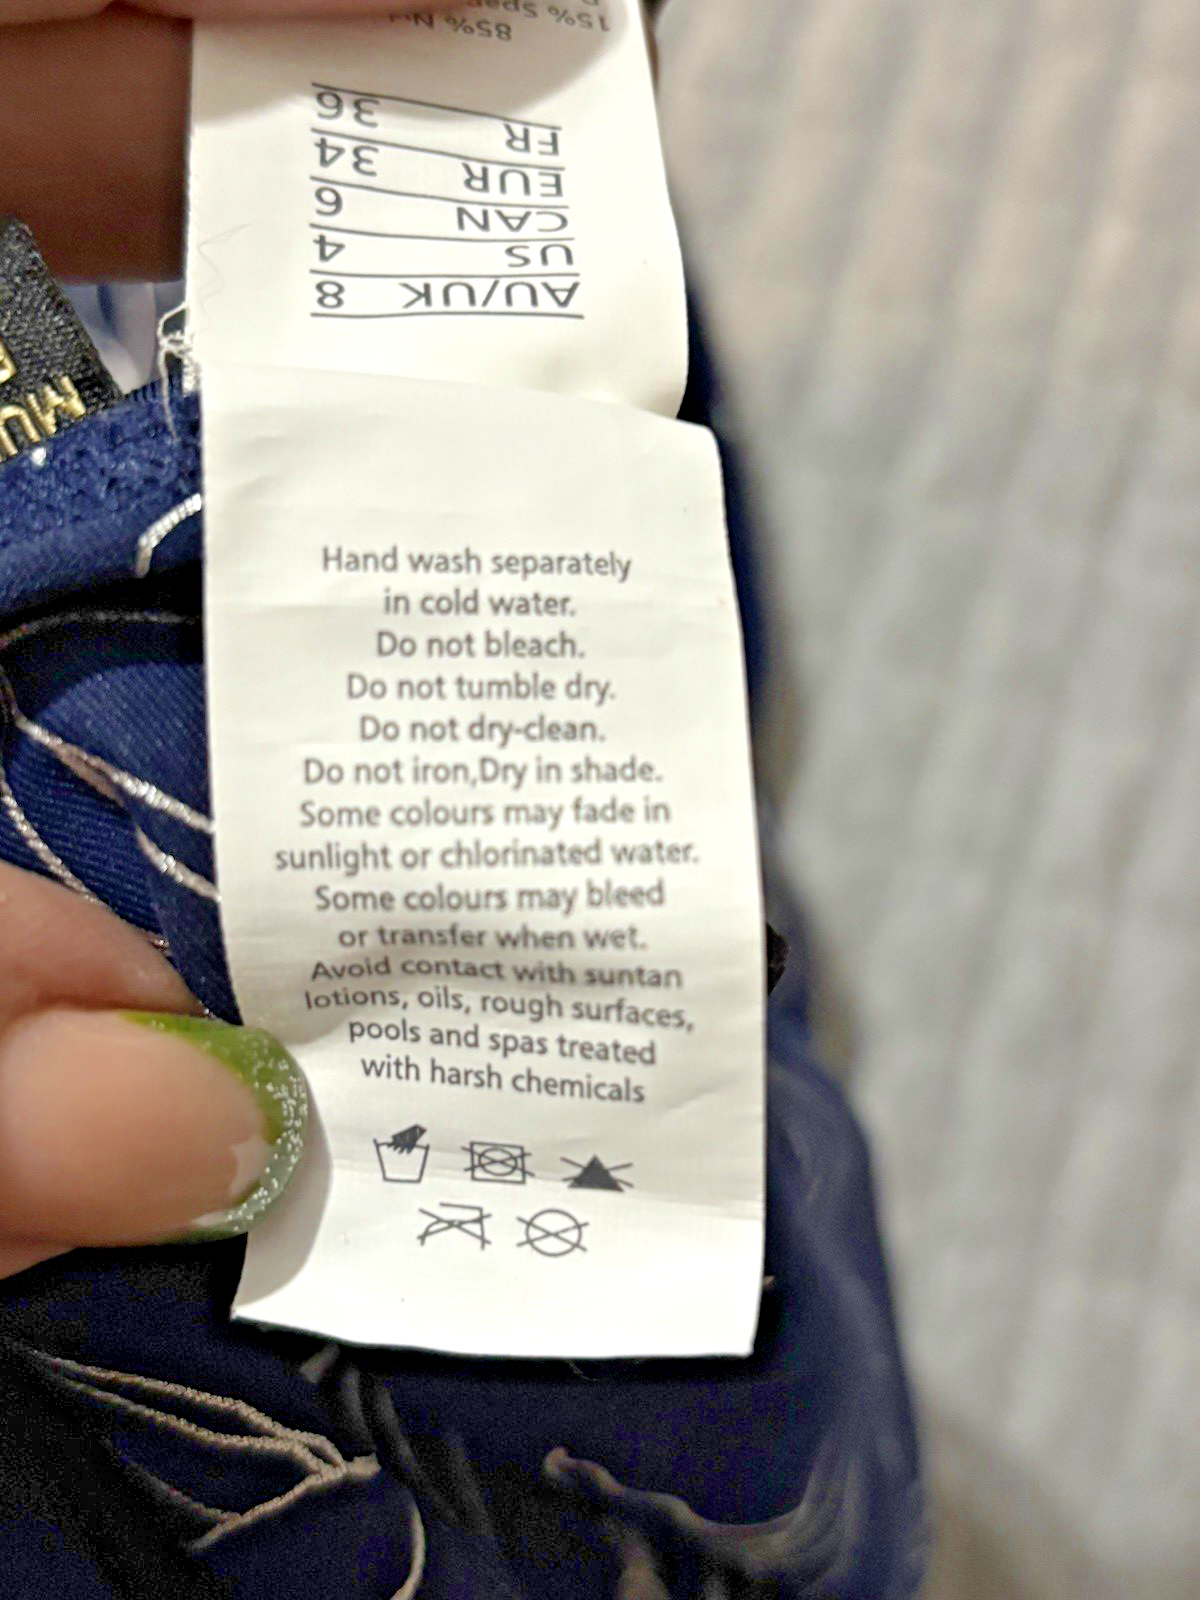 85%
15%
AU/UK 8
US 4
CAN 6
EUR 34
FR 36
Hand wash separately
in cold water.
Do not bleach.
Do not tumble dry.
Do not dry-clean.
Do not iron,Dry in shade.
Some colours may fade in
sunlight or chlorinated water.
Some colours may bleed
or transfer when wet.
Avoid contact with suntan
lotions, oils, rough surfaces,
pools and spas treated
with harsh chemicals